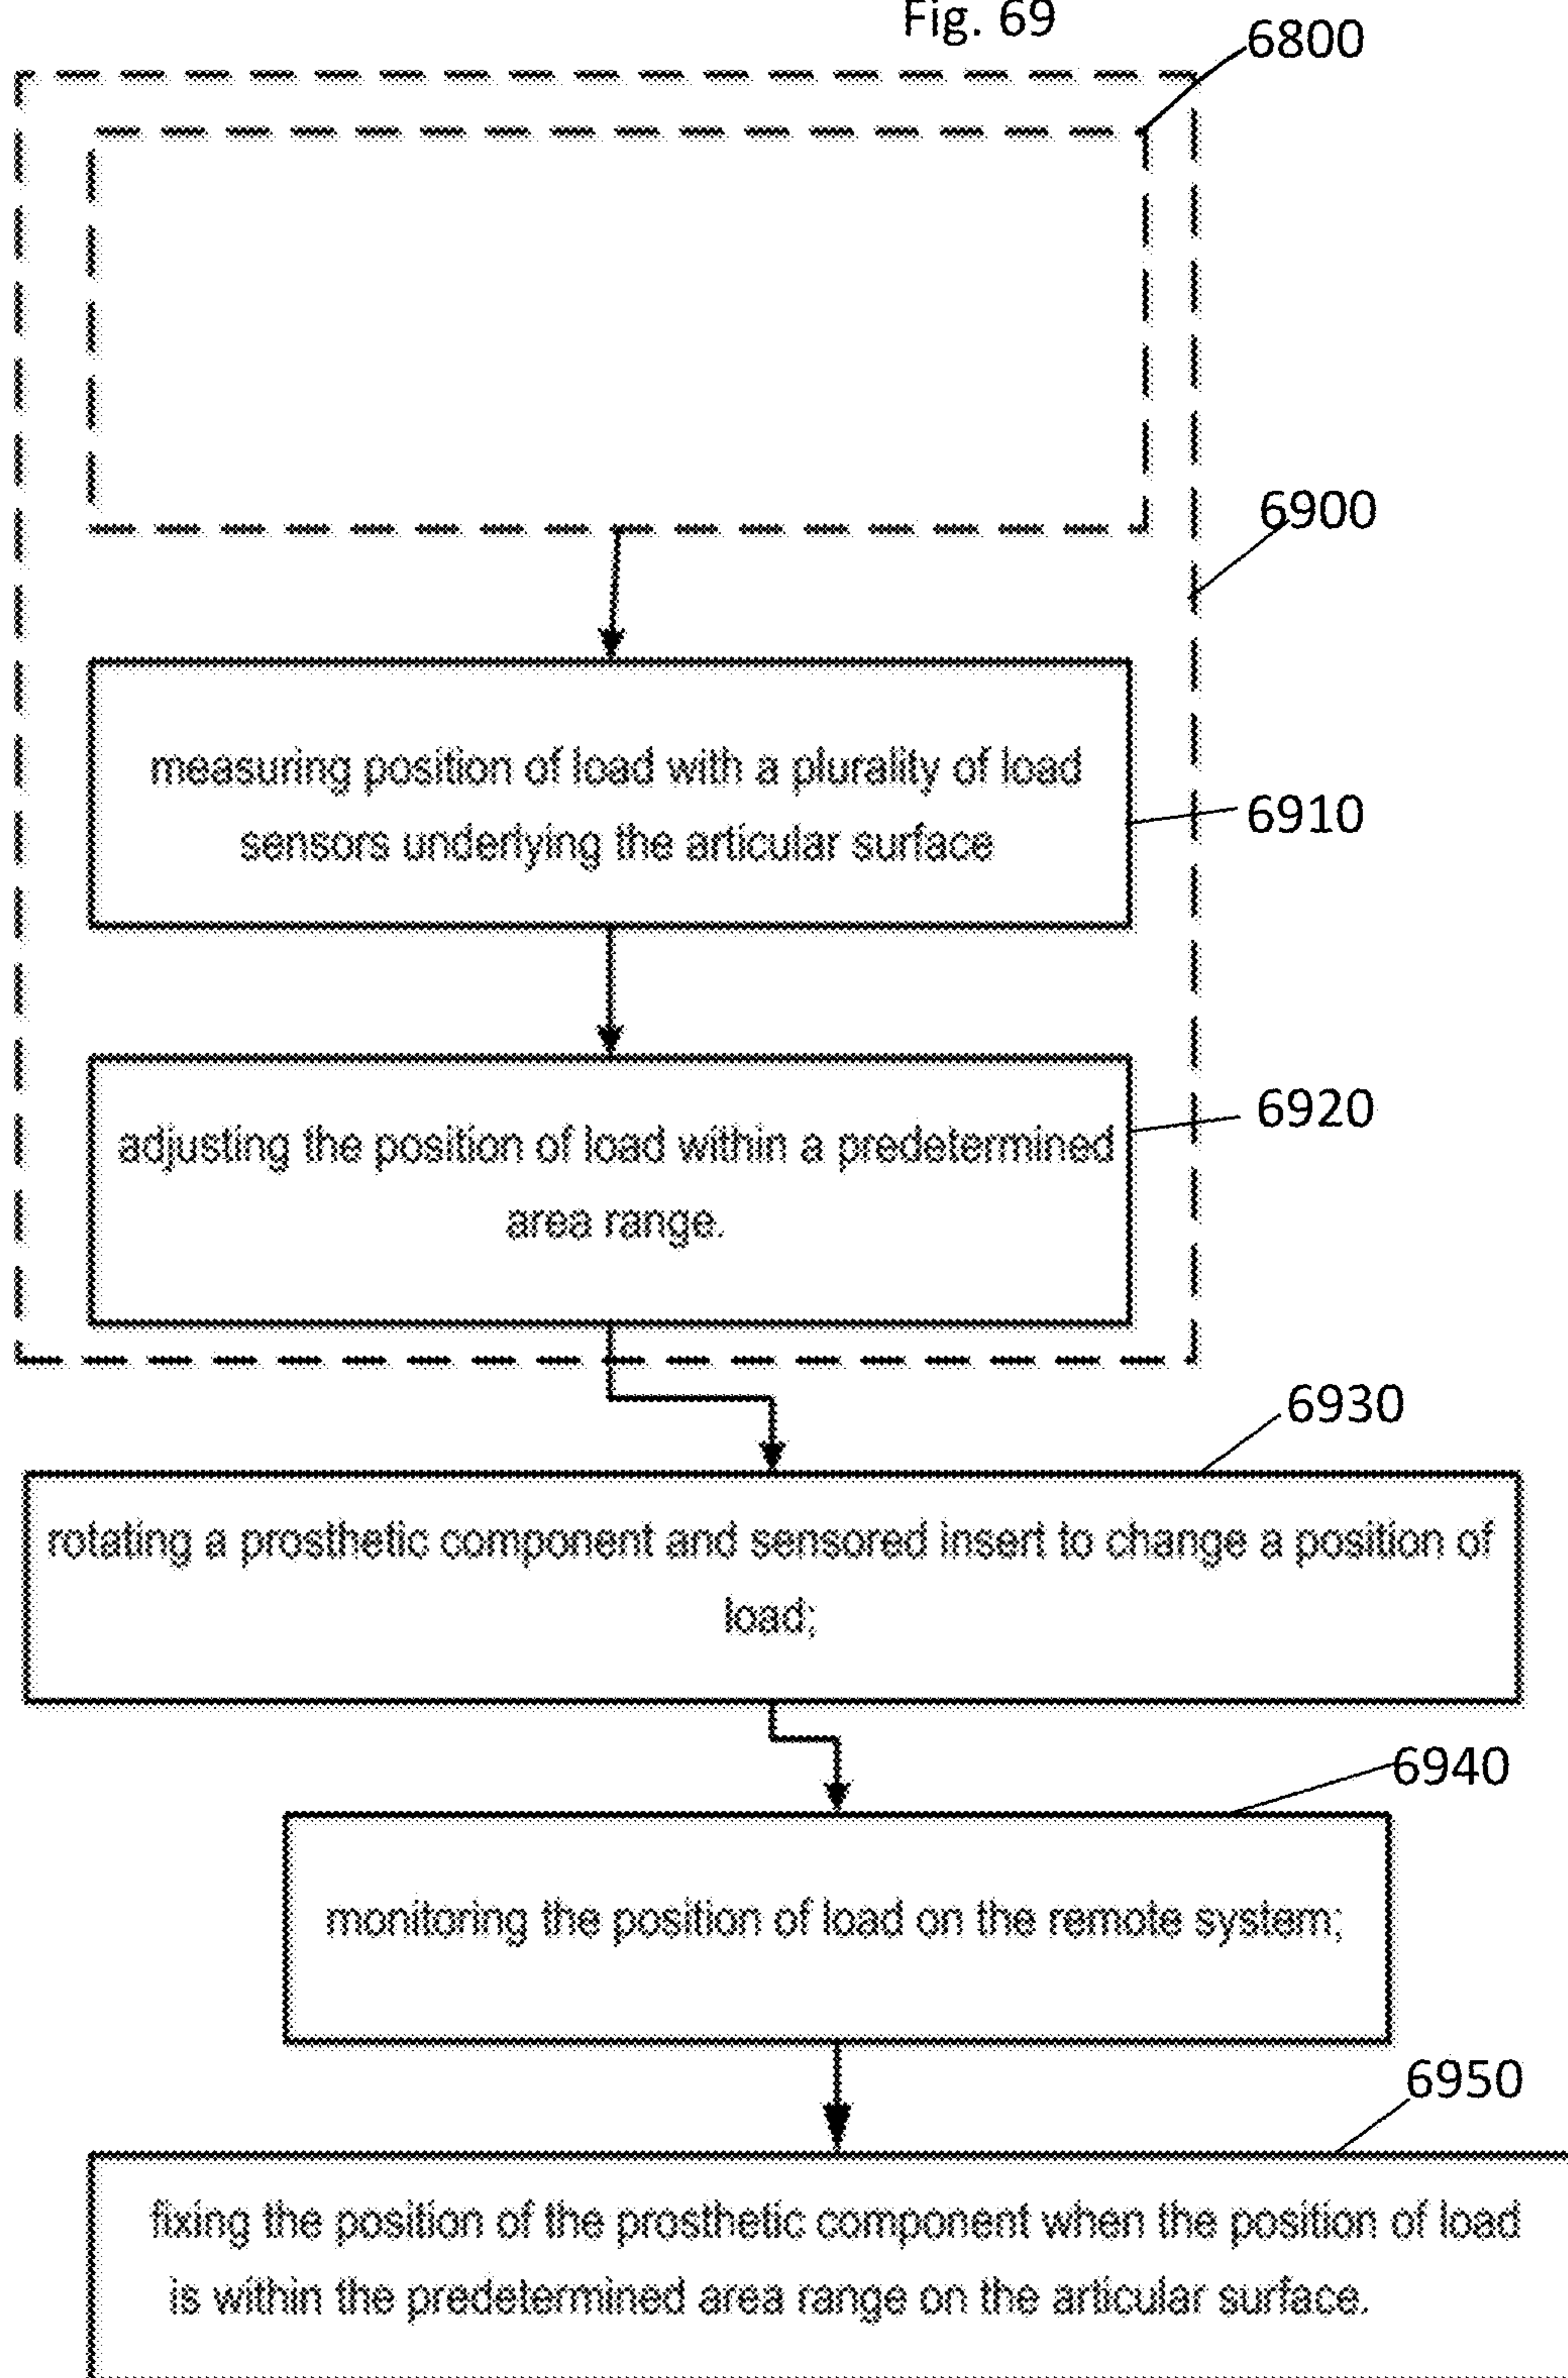 Fig. 69
6800
6900
measuring position of load with a plurality of load
sensors underlying the articular surface
6910
adjusting the position of load within a predetermined
area range.
6920
6930
rotating a prosthetic component and sensored insert to change a position of
load;
6940
monitoring the position of load on the remote system;
6950
fixing the position of the prosthetic component when the position of load
is within the predetermined area range on the articular surface.